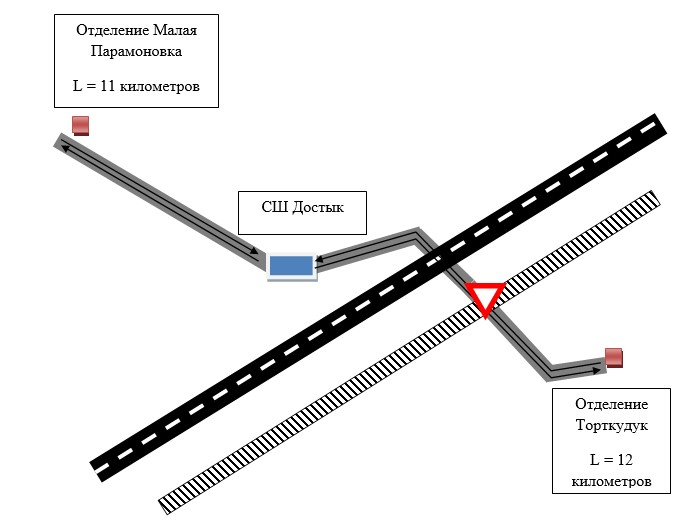 Отделение Малая
Парамоновка
L = 11 километров
СШ Достык
Отделение
Торткудук
L = 12
километров